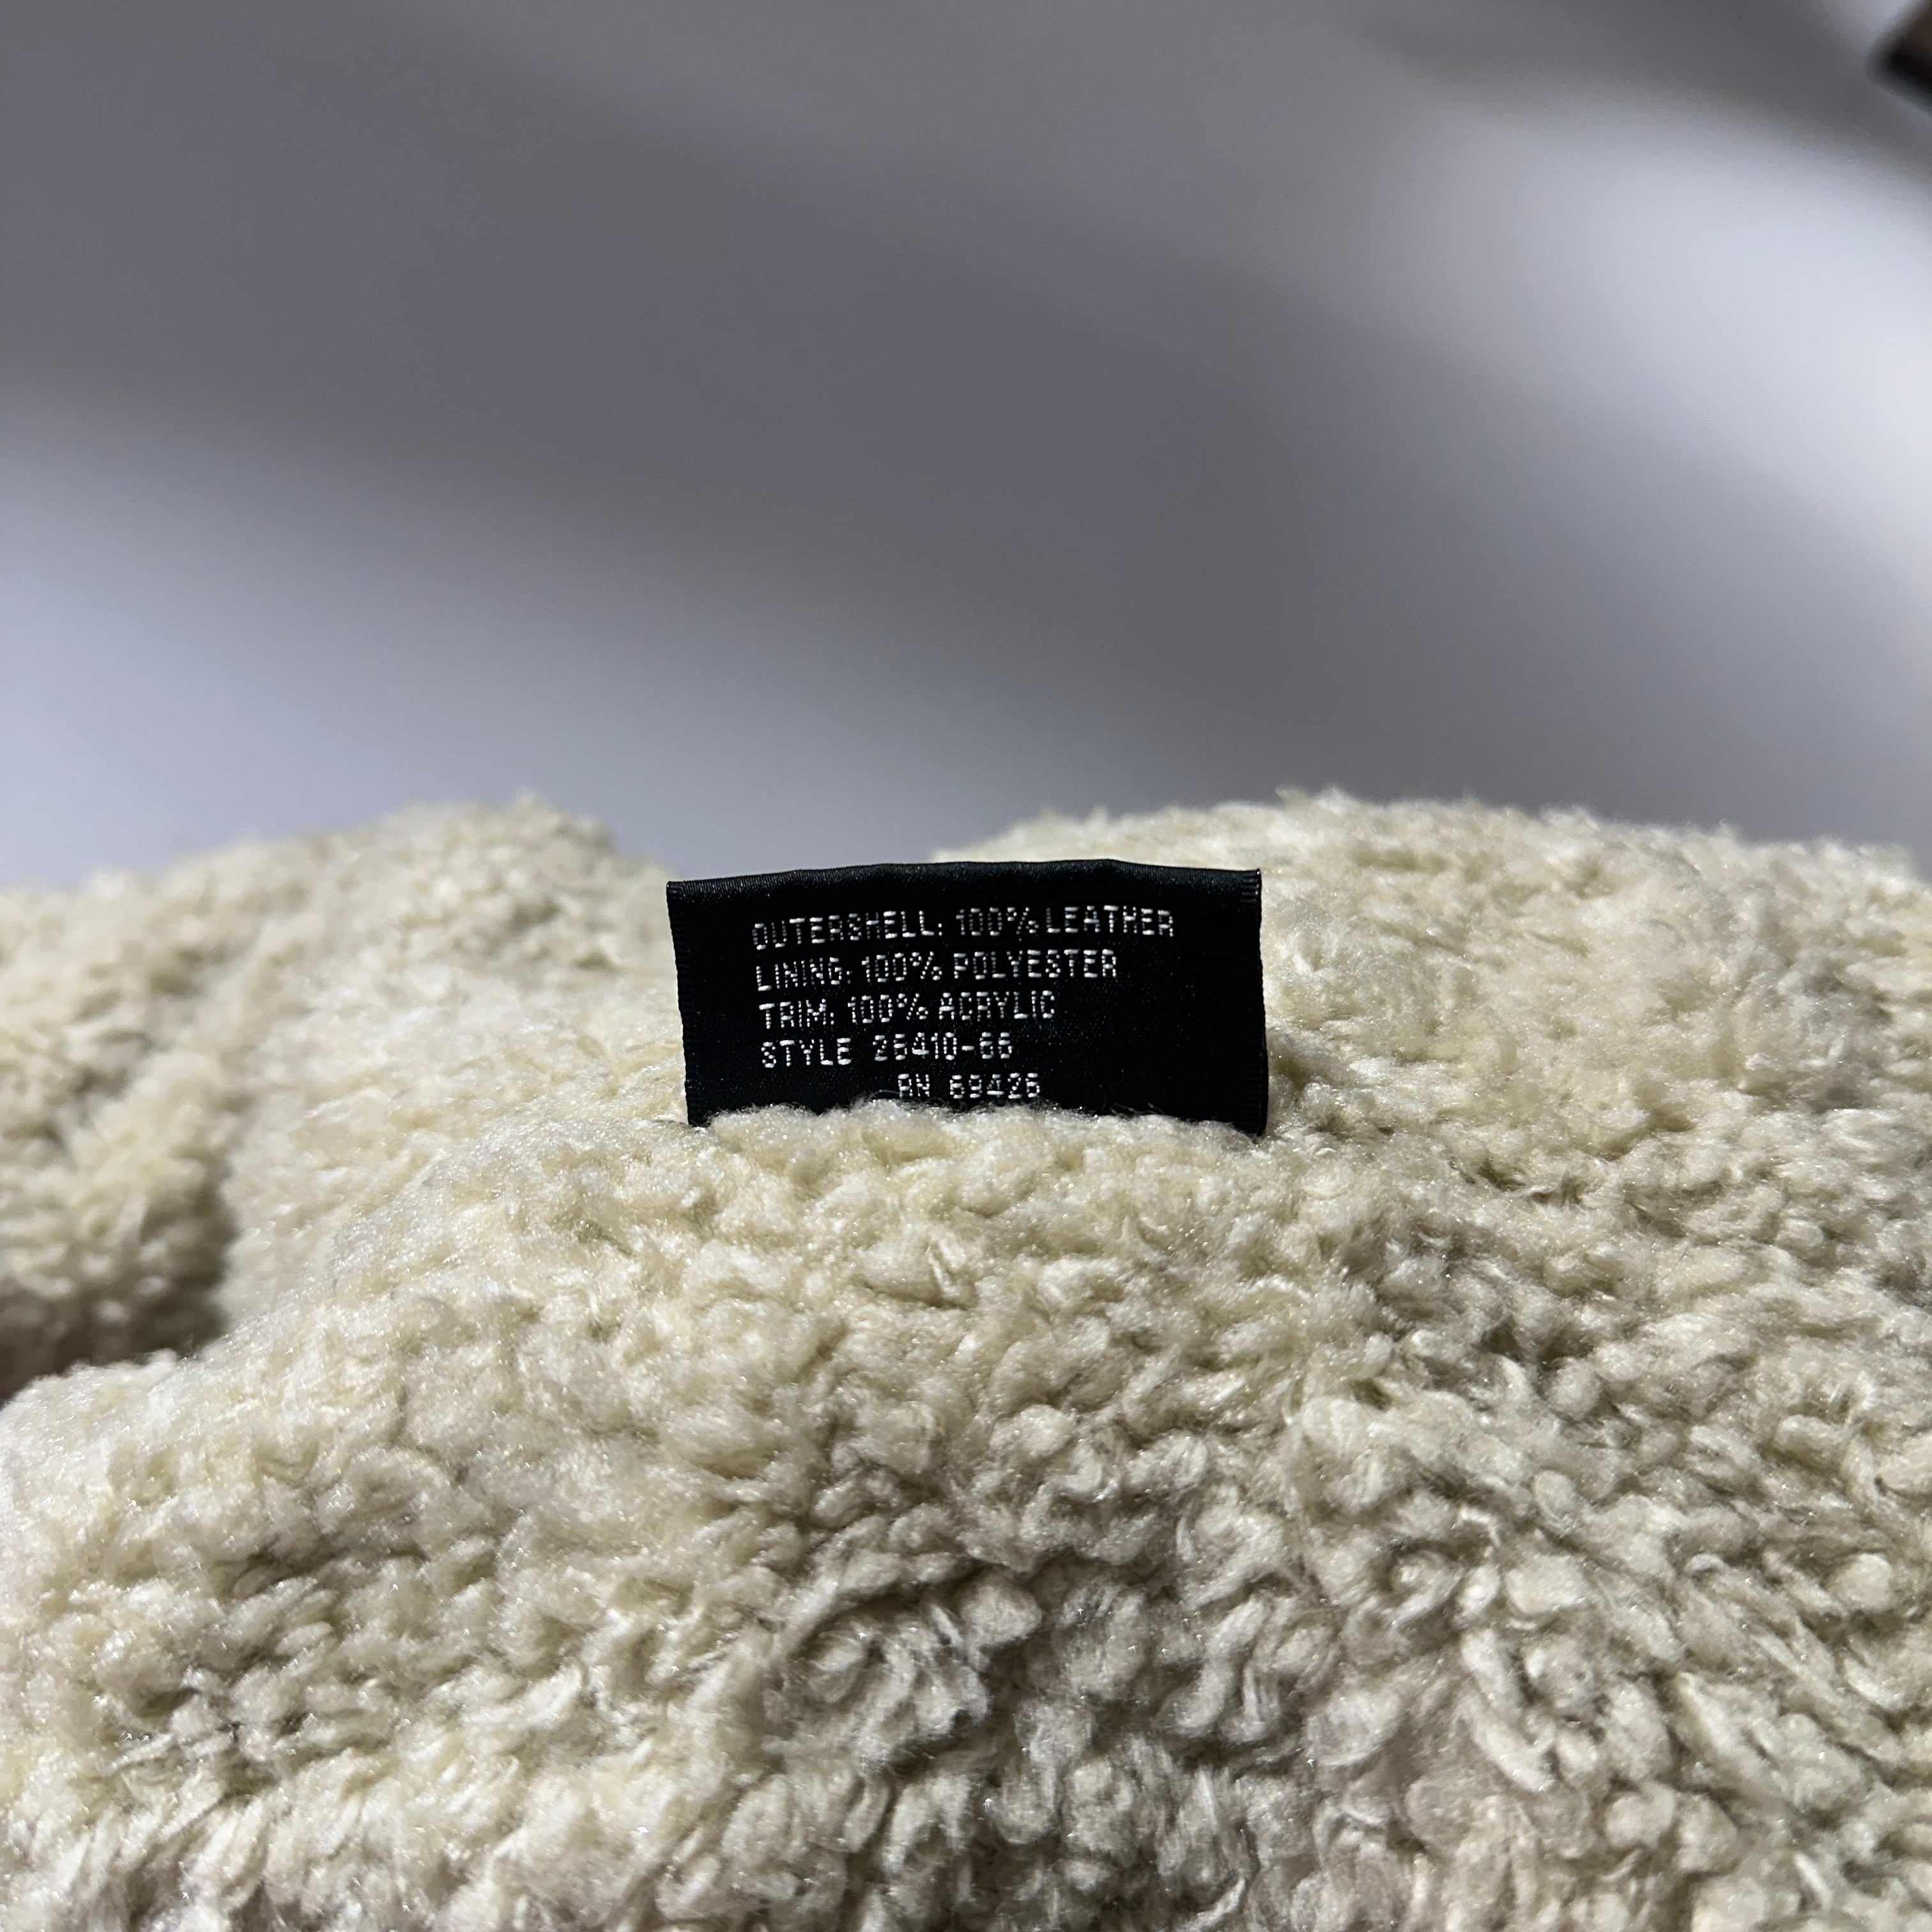 OUTERSHELL: 100% LEATHER
LINING: 100% POLYESTER
TRIM: 100% ACRYLIC
STYLE 26410-66
RN 69426